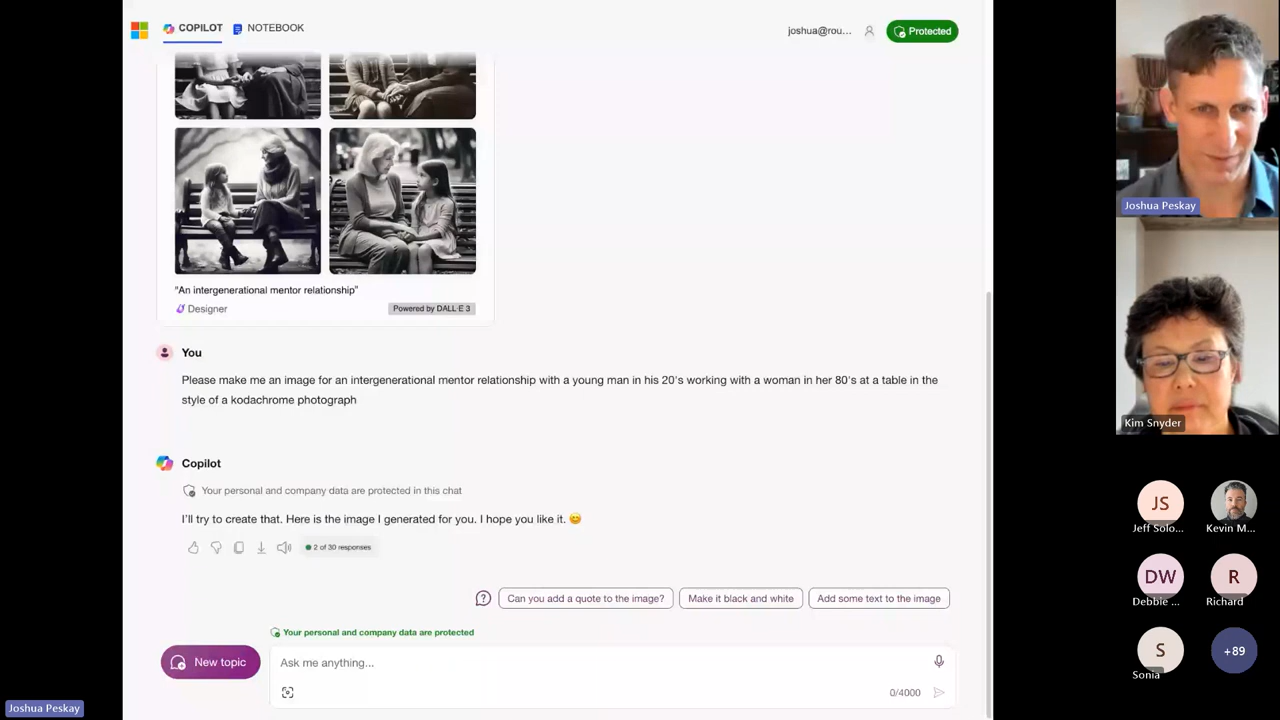 COPILOT
NOTEBOOK
joshua@rou...
Protected
"An intergenerational mentor relationship"
Designer
Powered by DALL·E 3
You
Please make me an image for an intergenerational mentor relationship with a young man in his 20's working with a woman in her 80's at a table in the
style of a kodachrome photograph
Copilot
Your personal and company data are protected in this chat
I'll try to create that. Here is the image I generated for you. I hope you like it. 😊
2 of 30 responses
Can you add a quote to the image?
Make it black and white
Add some text to the image
Your personal and company data are protected
New topic
Ask me anything...
0/4000
Joshua Peskay
Joshua Peskay
Kim Snyder
JS
Jeff Solo...
Kevin M...
DW
R
Debbie ...
Richard
S
+89
Sonia